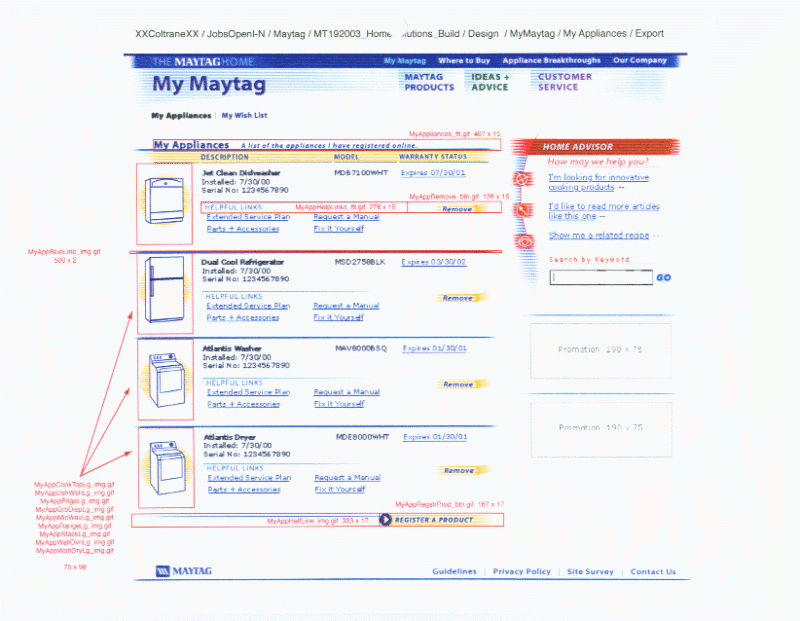 XXColtraneXX / JobsOpenI-N / Maytag / MT192003_Home utions_Build / Design / MyMaytag / My Appliances / Export
THE MAYTAG HOME
My Maytag Where to Buy Appliance Breakthroughs Our Company
My Maytag
MAYTAG PRODUCTS
IDEAS + ADVICE
CUSTOMER SERVICE
My Appliances | My Wish List
MyAppliances_ttl.gif 467 x 15
My Appliances A list of the appliances I have registered online.
DESCRIPTION MODEL WARRANTY STATUS
Jet Clean Dishwasher MDB7100WHT Expires 07/30/01
Installed: 7/30/00
Serial No: 1234567890
MyAppRemove_btn.gif 126 x 15
HELPFUL LINKS MyAppHelpLinks_ttl.gif 278 x 15 Remove
Extended Service Plan Request a Manual
Parts + Accessories Fix it Yourself
MyAppBlueLine_img.gif
500 x 2
Dual Cool Refrigerator MSD2758BLK Expires 03/30/02
Installed: 7/30/00
Serial No: 1234567890
HELPFUL LINKS Remove
Extended Service Plan Request a Manual
Parts + Accessories Fix it Yourself
Atlantis Washer MAV8000BSQ Expires 01/30/01
Installed: 7/30/00
Serial No: 1234567890
HELPFUL LINKS Remove
Extended Service Plan Request a Manual
Parts + Accessories Fix it Yourself
Atlantis Dryer MDE8000WHT Expires 01/30/01
Installed: 7/30/00
Serial No: 1234567890
HELPFUL LINKS Remove
Extended Service Plan Request a Manual
Parts + Accessories Fix it Yourself
MyAppRegstrProd_btn.gif 167 x 17
MyAppHalfLine_img.gif 333 x 17 REGISTER A PRODUCT
MyAppCookTopLg_img.gif
MyAppDshWshLg_img.gif
MyAppFrigeLg_img.gif
MyAppGrbDispLg_img.gif
MyAppMicWavLg_img.gif
MyAppRangeLg_img.gif
MyAppStackLg_img.gif
MyAppWallOvnLg_img.gif
MyAppWshDryLg_img.gif
75 x 96
HOME ADVISOR
How may we help you?
I'm looking for innovative
cooking products
I'd like to read more articles
like this one
Show me a related recipe
Search by Keyword
GO
Promotion 190 x 75
Promotion 190 x 75
MAYTAG
Guidelines | Privacy Policy | Site Survey | Contact Us